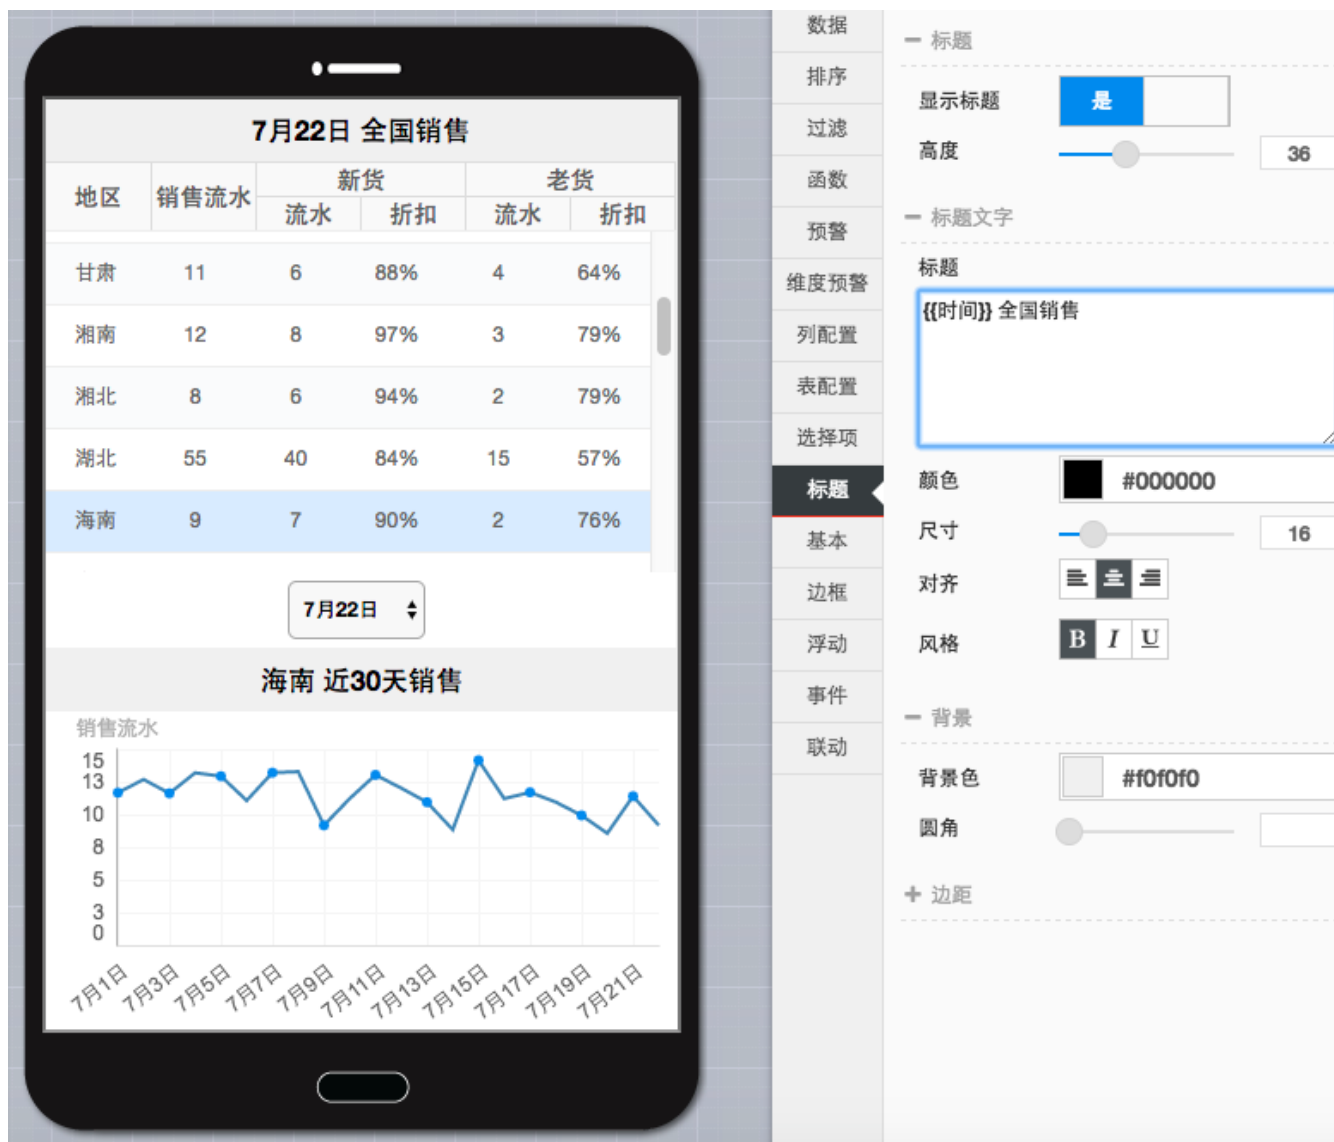 7月22日 全国销售
地区 销售流水 新货 老货
流水 折扣 流水 折扣
甘肃 11 6 88% 4 64%
湘南 12 8 97% 3 79%
湘北 8 6 94% 2 79%
湖北 55 40 84% 15 57%
海南 9 7 90% 2 76%
7月22日
海南 近30天销售
销售流水
15
13
10
8
5
3
0
7月1日 7月3日 7月5日 7月7日 7月9日 7月11日 7月13日 7月15日 7月17日 7月19日 7月21日
数据
排序
过滤
函数
预警
维度预警
列配置
表配置
选择项
标题
基本
边框
浮动
事件
联动
标题
显示标题 是
高度 36
标题文字
标题
{{时间}} 全国销售
颜色 #000000
尺寸 16
对齐
风格 B I U
背景
背景色 #f0f0f0
圆角
边距